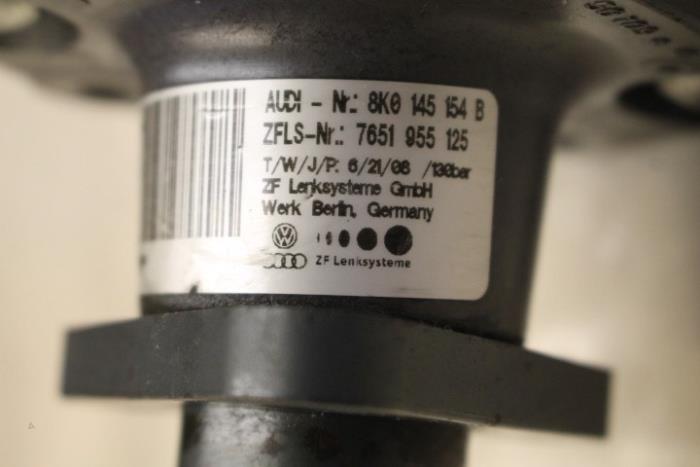 AUDI - Nr.: 8K0 145 154 B
ZFLS-Nr.: 7651 955 125
T/W/J/P: 6/21/08 /130bar
ZF Lenksysteme GmbH
Werk Berlin, Germany
ZF Lenksysteme